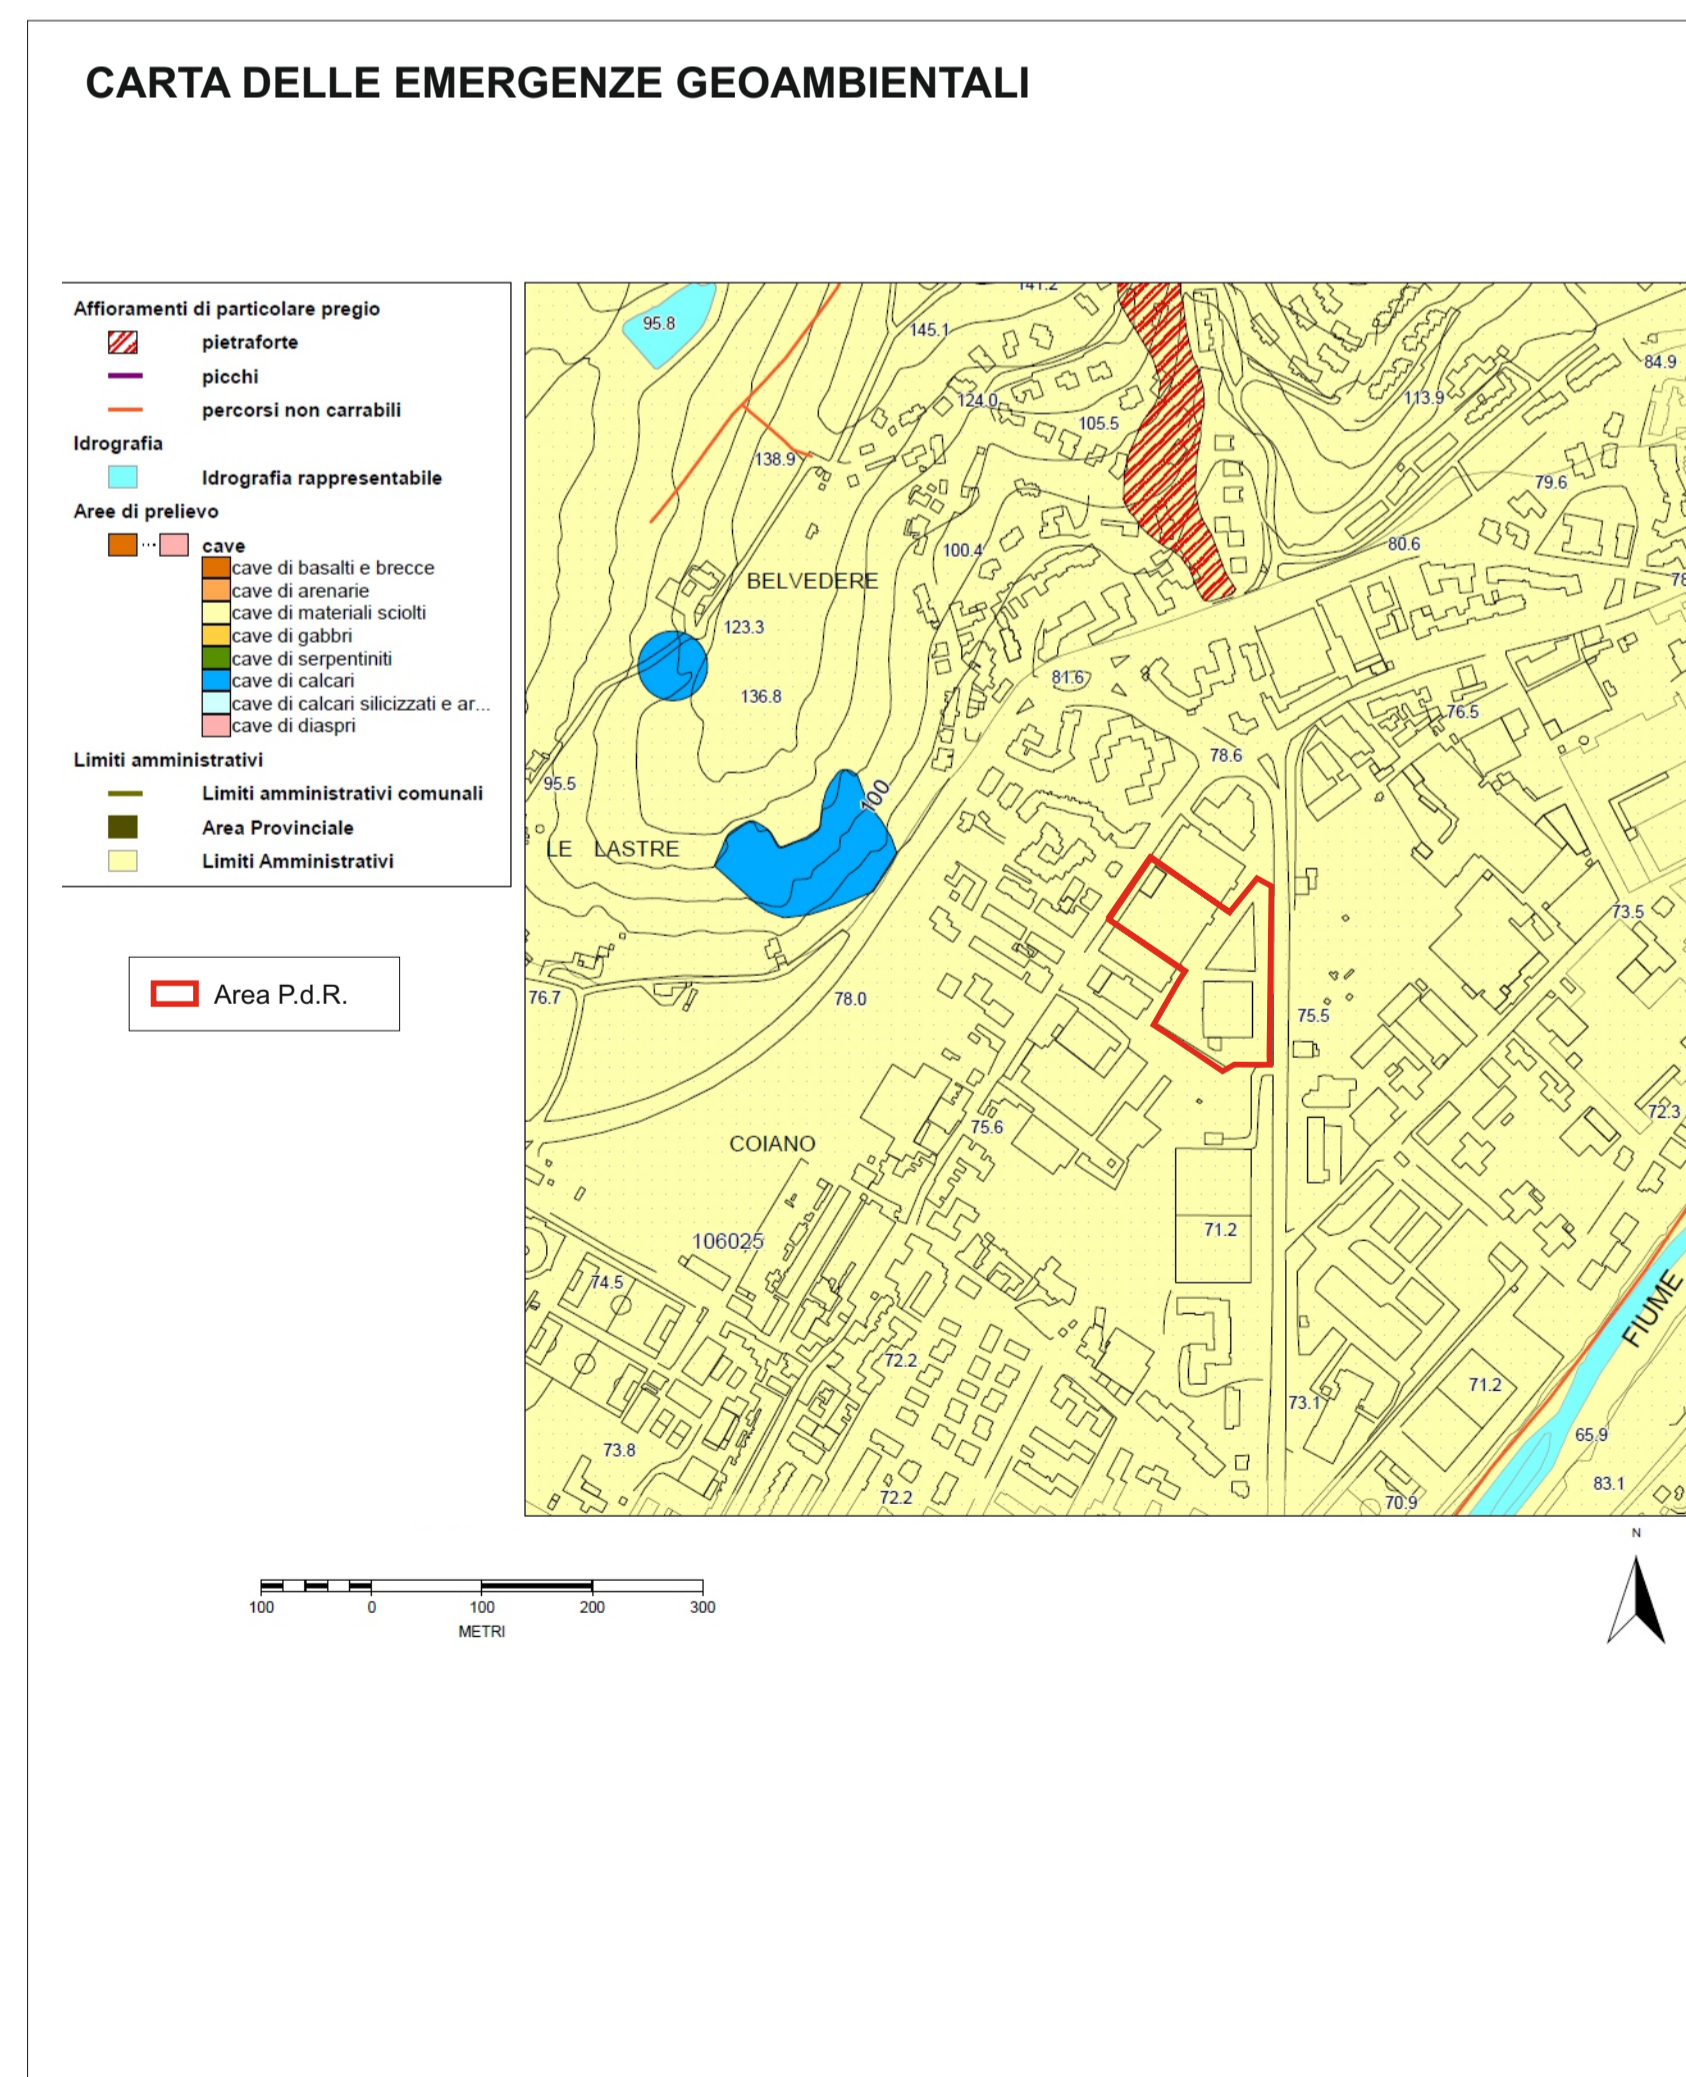 CARTA DELLE EMERGENZE GEOAMBIENTALI
Affioramenti di particolare pregio
pietraforte
picchi
percorsi non carrabili
Idrografia
Idrografia rappresentabile
Aree di prelievo
cave
cave di basalti e brecce
cave di arenarie
cave di materiali sciolti
cave di gabbri
cave di serpentiniti
cave di calcari
cave di calcari silicizzati e ar...
cave di diaspri
Limiti amministrativi
Limiti amministrativi comunali
Area Provinciale
Limiti Amministrativi
Area P.d.R.
141.2
95.8
145.1
84.9
124.0
113.9
105.5
138.9
79.6
100.4
80.6
BELVEDERE
78
123.3
81.6
136.8
76.5
78.6
95.5
100
LE LASTRE
73.5
76.7
78.0
75.5
72.3
75.6
COIANO
71.2
106025
74.5
FIUME
72.2
71.2
73.1
65.9
73.8
83.1
72.2
70.9
N
100 0 100 200 300
METRI